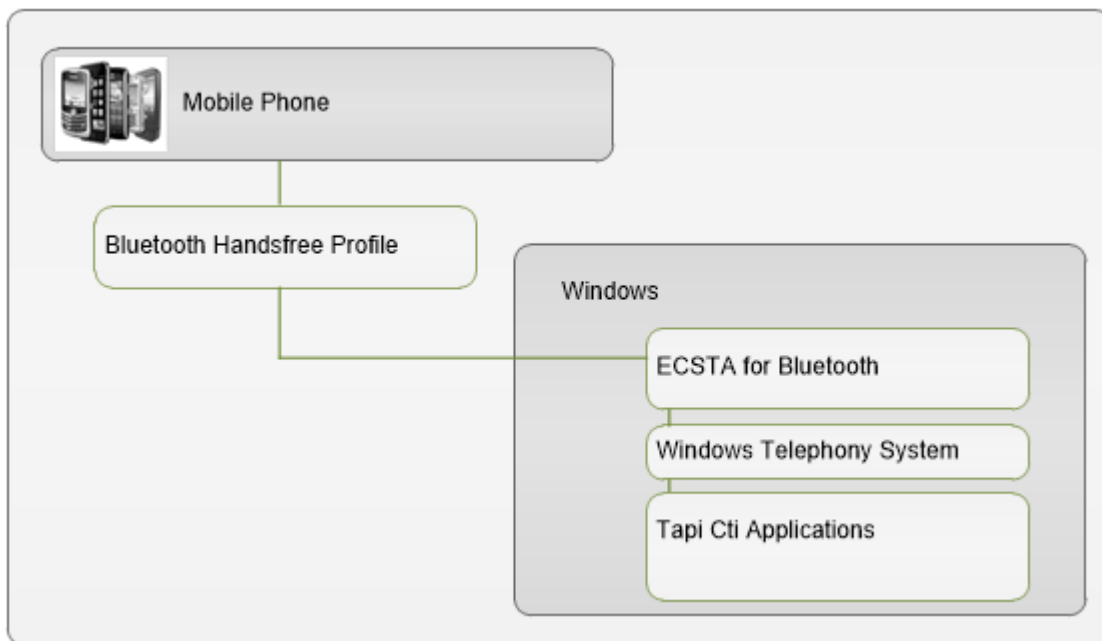 Mobile Phone
Bluetooth Handsfree Profile
Windows
ECSTA for Bluetooth
Windows Telephony System
Tapi Cti Applications